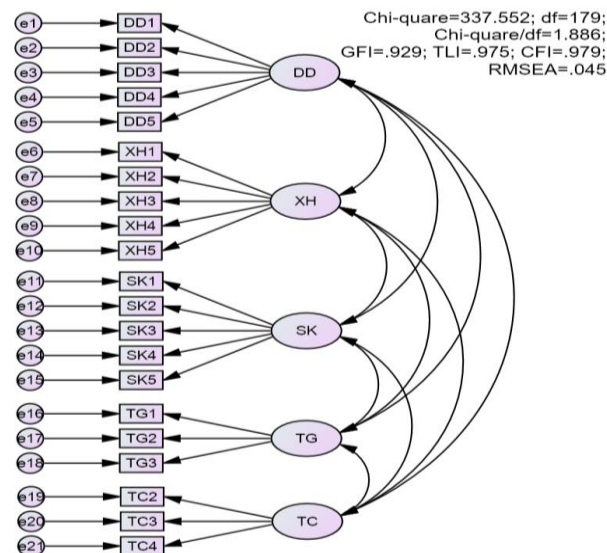 Chi-quare=337.552; df=179;
Chi-quare/df=1.886;
GFI=.929; TLI=.975; CFI=.979;
RMSEA=.045
e1 DD1
e2 DD2
e3 DD3 DD
e4 DD4
e5 DD5
e6 XH1
e7 XH2
e8 XH3 XH
e9 XH4
e10 XH5
e11 SK1
e12 SK2
e13 SK3 SK
e14 SK4
e15 SK5
e16 TG1
e17 TG2 TG
e18 TG3
e19 TC2
e20 TC3 TC
e21 TC4